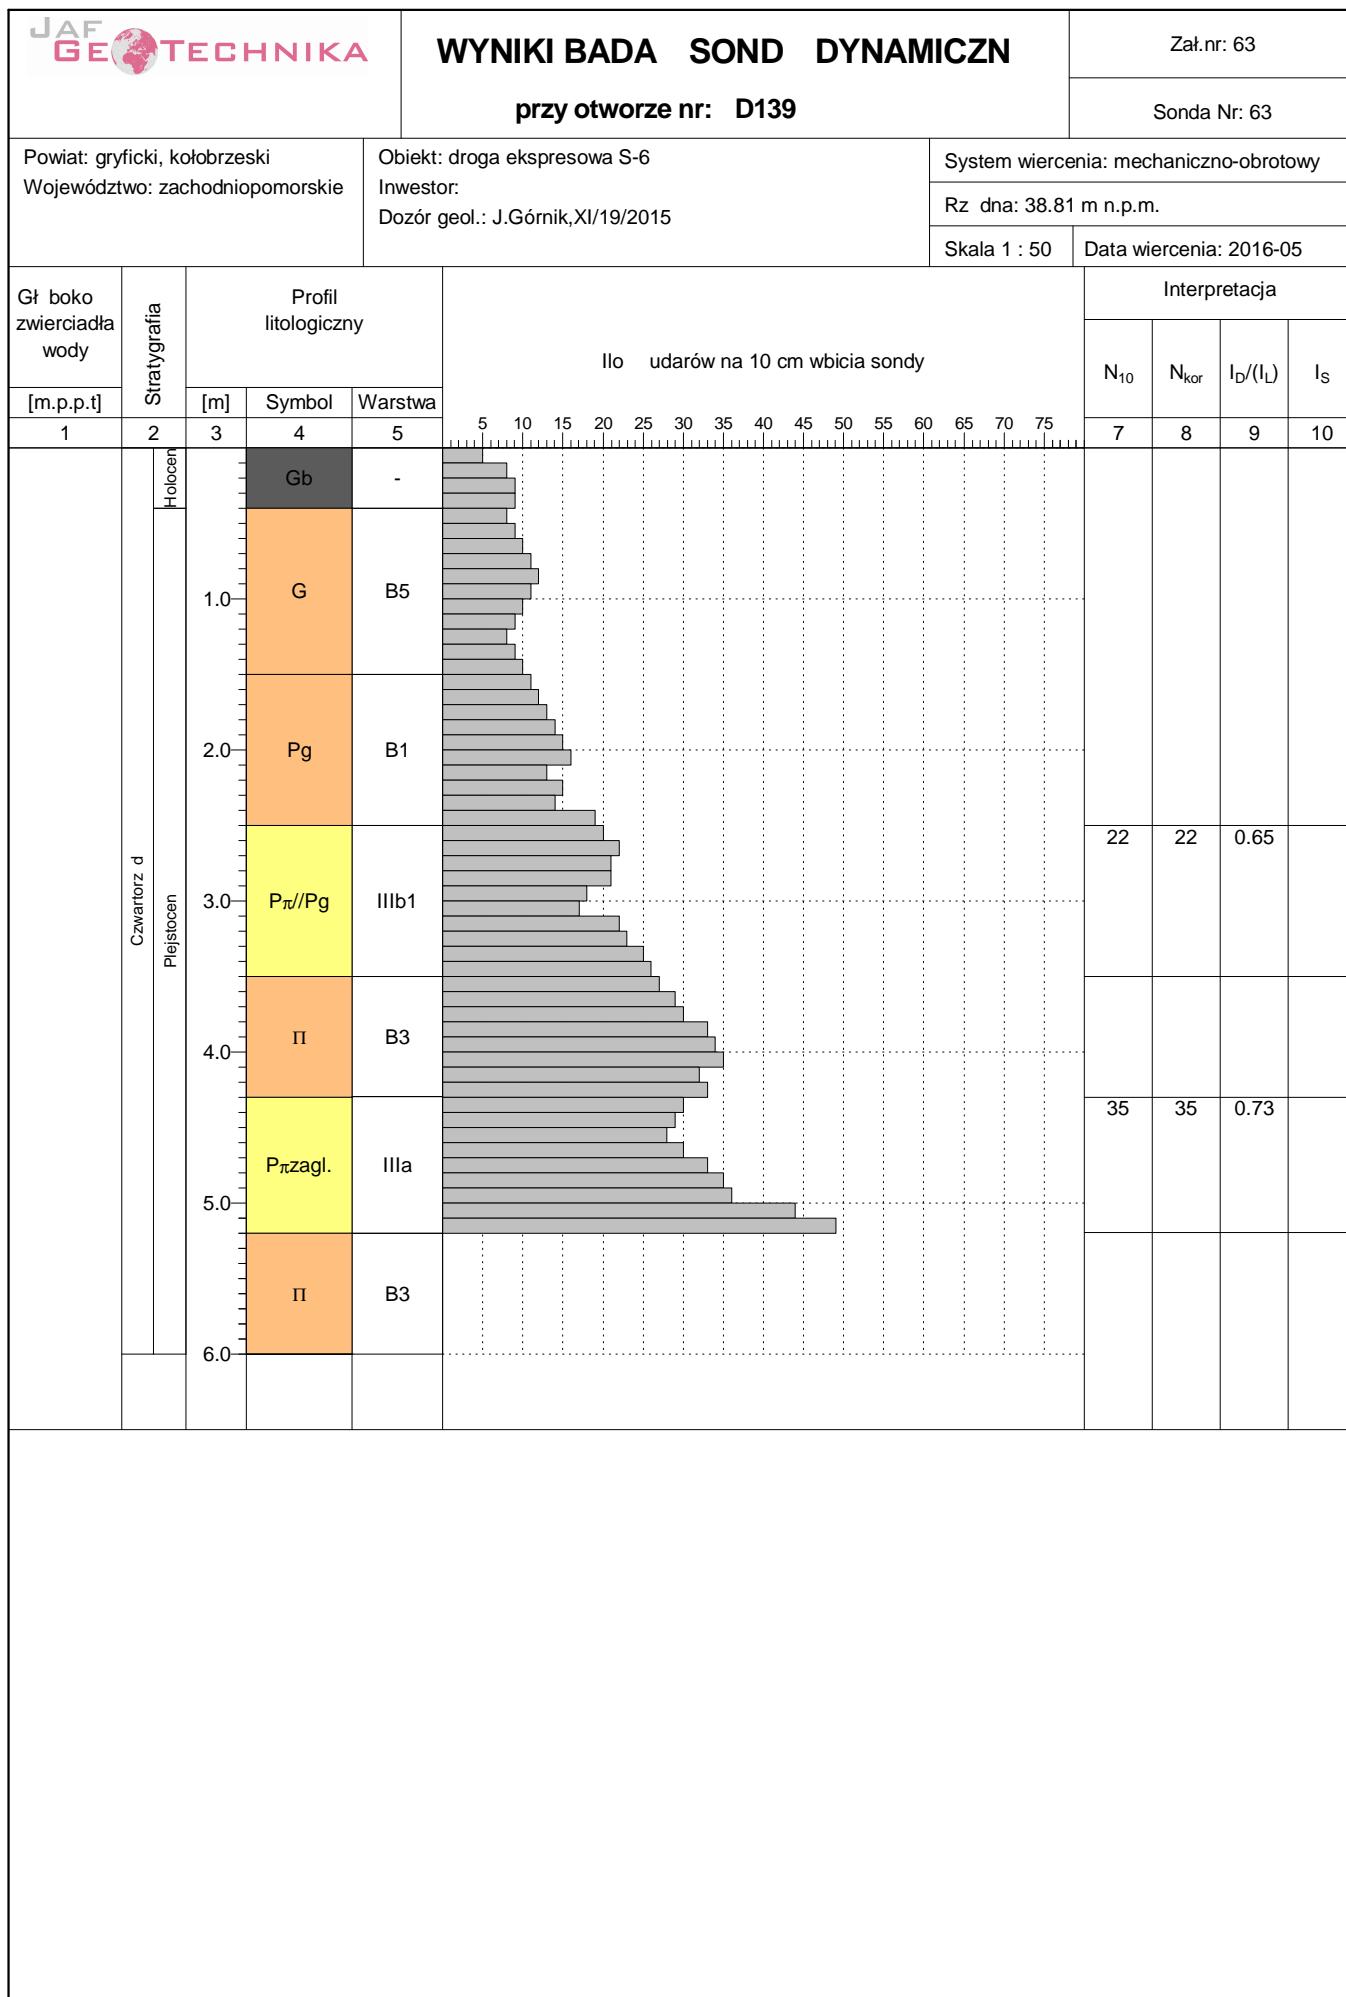 JAF
GEOTECHNIKA
WYNIKI BADA SOND DYNAMICZN
przy otworze nr: D139
Zał.nr: 63
Sonda Nr: 63
Powiat: gryficki, kołobrzeski
Województwo: zachodniopomorskie
Obiekt: droga ekspresowa S-6
Inwestor:
Dozór geol.: J.Górnik,XI/19/2015
System wiercenia: mechaniczno-obrotowy
Rz dna: 38.81 m n.p.m.
Skala 1 : 50
Data wiercenia: 2016-05
Gł boko
zwierciadła
wody
[m.p.p.t]
Stratygrafia
Profil
litologiczny
[m] Symbol Warstwa
Ilo udarów na 10 cm wbicia sondy
Interpretacja
N10 Nkor ID/(IL) IS
5 10 15 20 25 30 35 40 45 50 55 60 65 70 75
1 2 3 4 5 7 8 9 10
Holocen
Gb -
G B5
1.0
Pg B1
2.0
22 22 0.65
Czwartorz d
Plejstocen
3.0
Pπ//Pg IIIb1
Π B3
4.0
35 35 0.73
Pπzagl. IIIa
5.0
Π B3
6.0